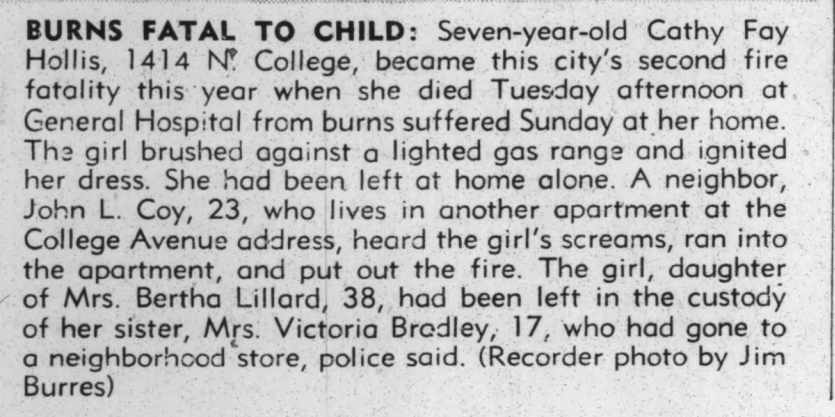 BURNS FATAL TO CHILD: Seven-year-old Cathy Fay
Hollis, 1414 N. College, became this city's second fire
fatality this year when she died Tuesday afternoon at
General Hospital from burns suffered Sunday at her home.
The girl brushed against a lighted gas range and ignited
her dress. She had been left at home alone. A neighbor,
John L. Coy, 23, who lives in another apartment at the
College Avenue address, heard the girl's screams, ran into
the apartment, and put out the fire. The girl, daughter
of Mrs. Bertha Lillard, 38, had been left in the custody
of her sister, Mrs. Victoria Bradley, 17, who had gone to
a neighborhood store, police said. (Recorder photo by Jim
Burres)